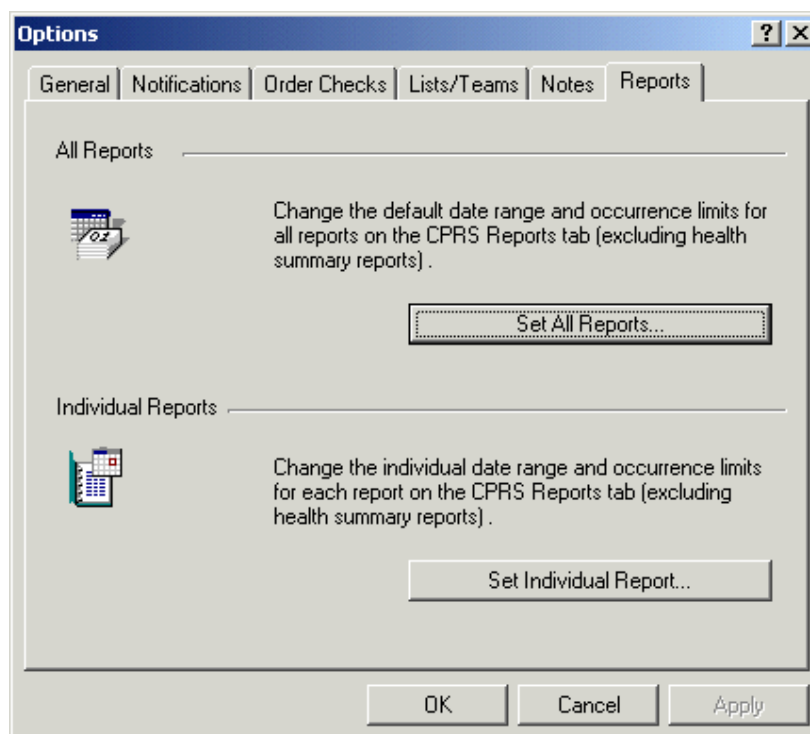 Options
General Notifications Order Checks Lists/Teams Notes Reports
All Reports
Change the default date range and occurrence limits for
all reports on the CPRS Reports tab (excluding health
summary reports) .
Set All Reports...
Individual Reports
Change the individual date range and occurrence limits
for each report on the CPRS Reports tab (excluding
health summary reports) .
Set Individual Report...
OK Cancel Apply